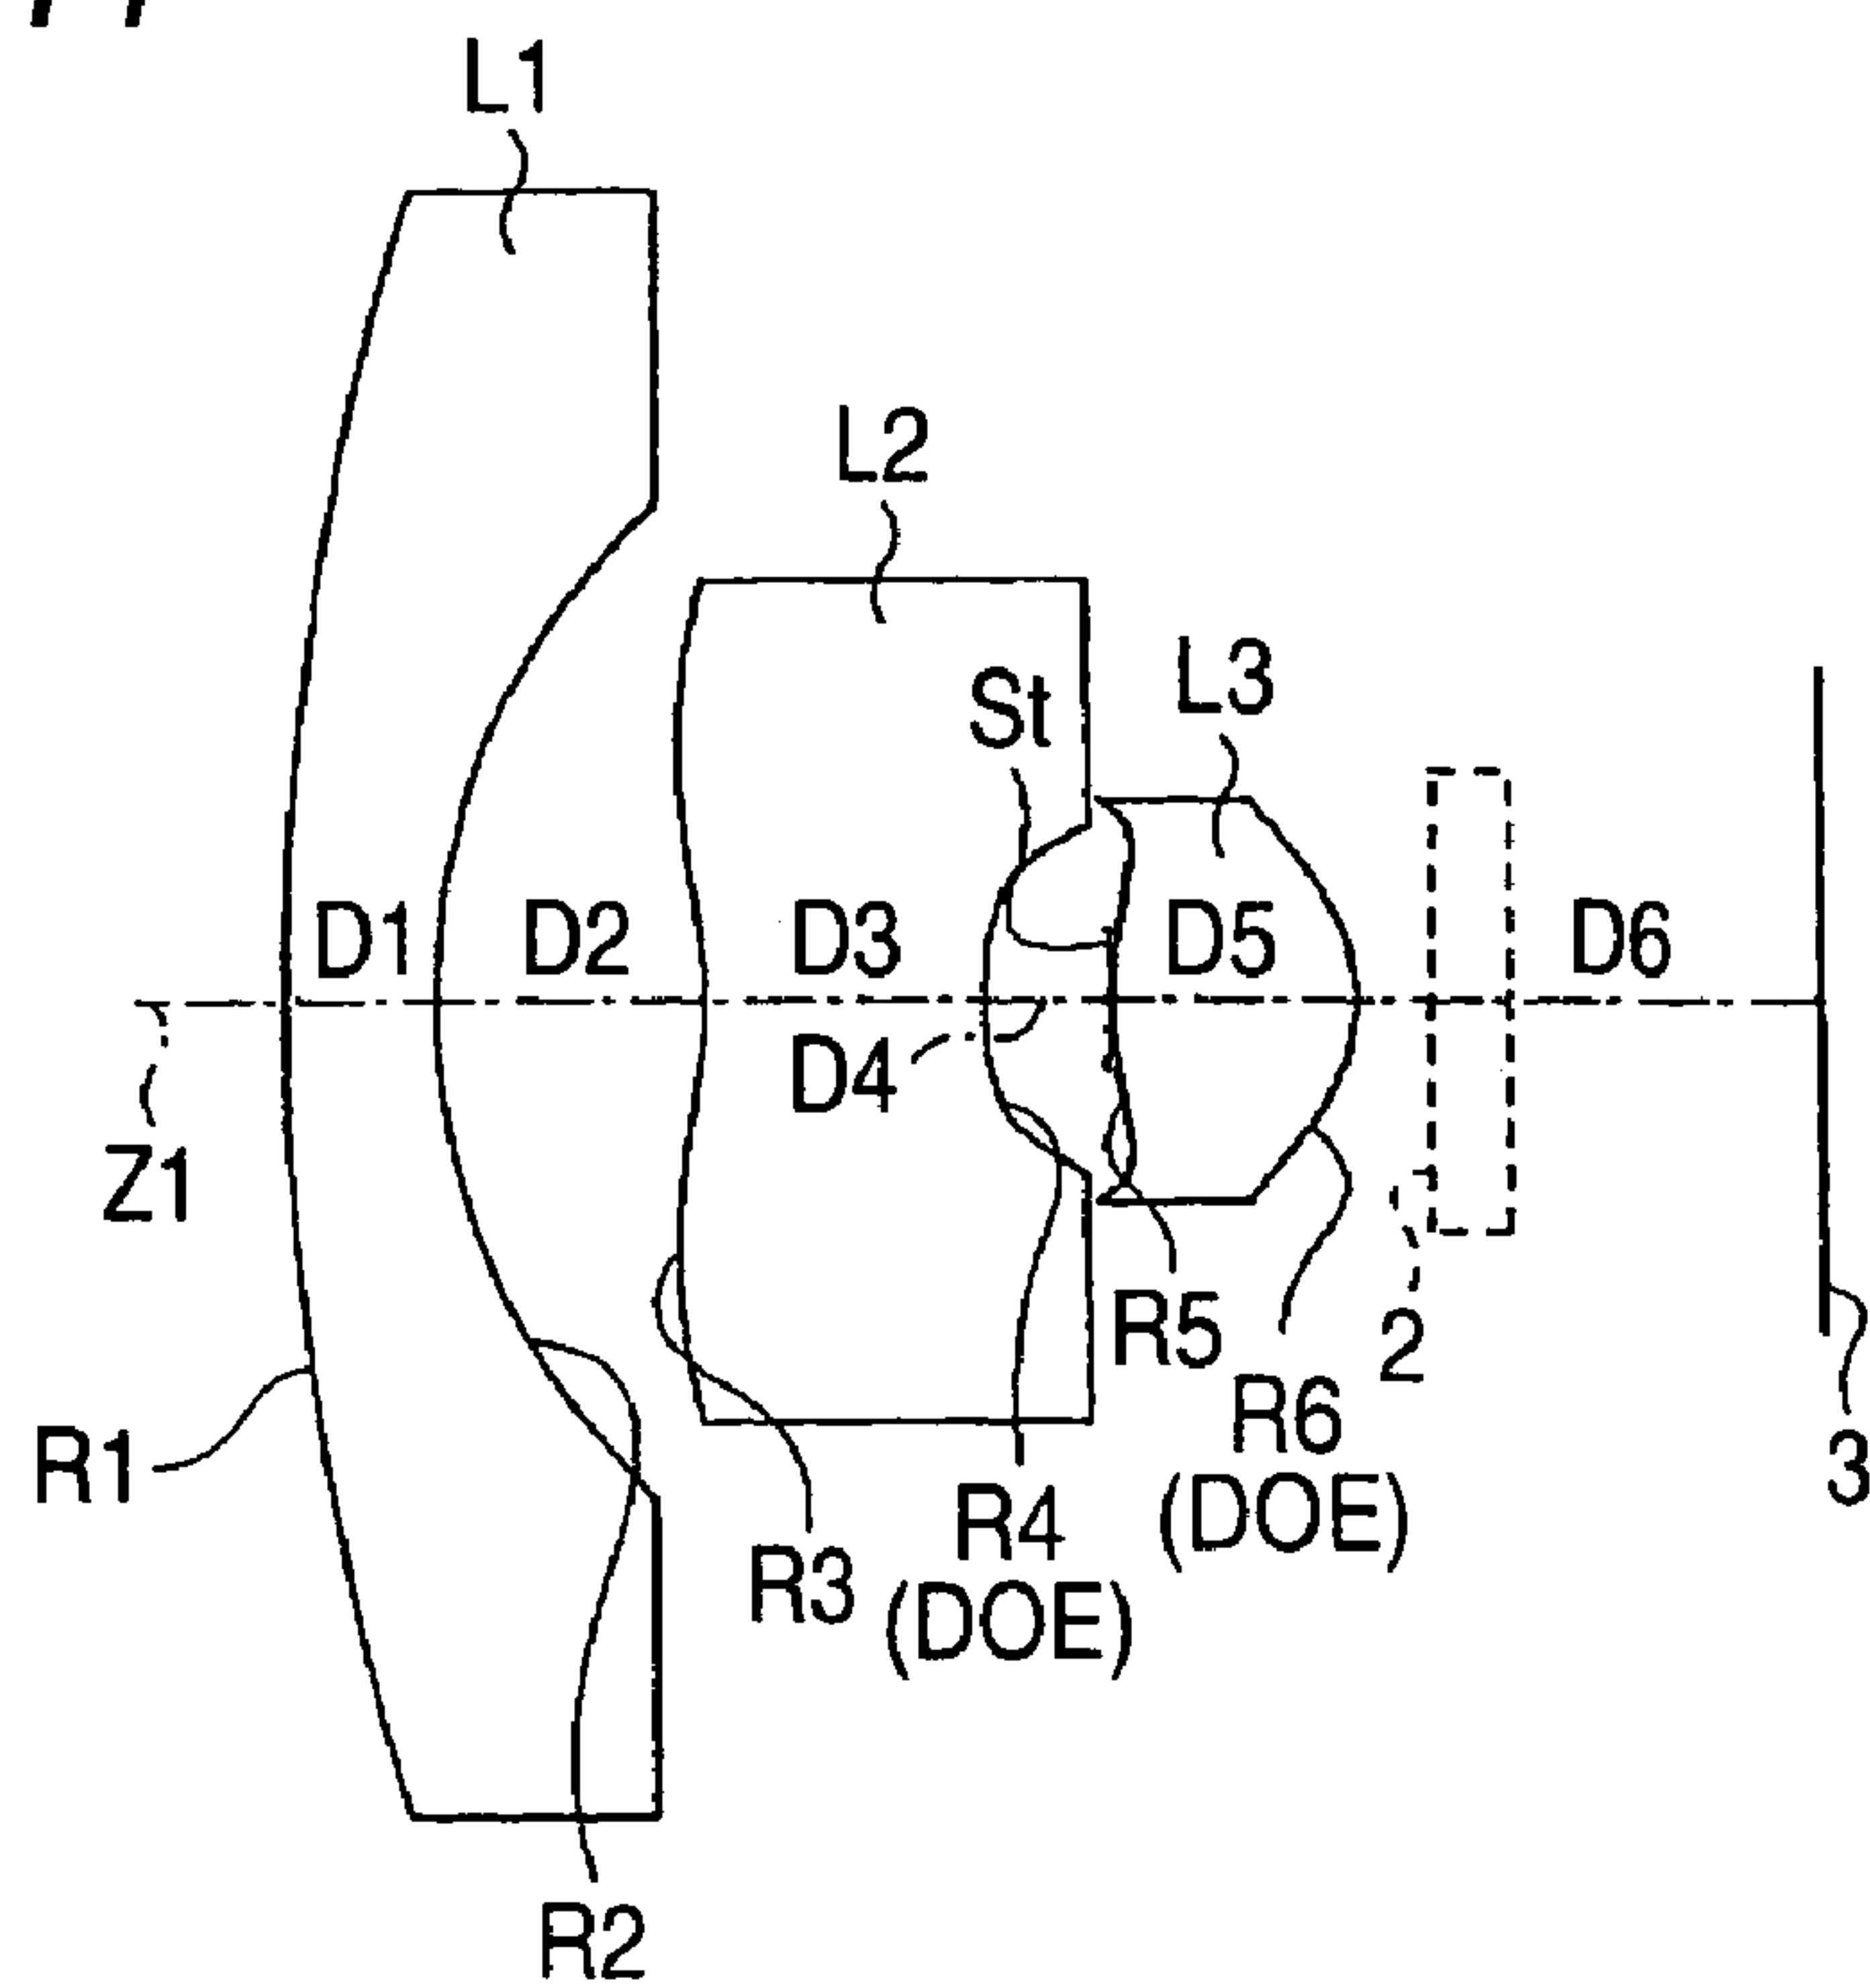 L1
L2
St
L3
D1 D2 D3 D5 D6
D4
Z1
R1
R5
2
R6
(DOE)
3
R4
(DOE)
R3
R2